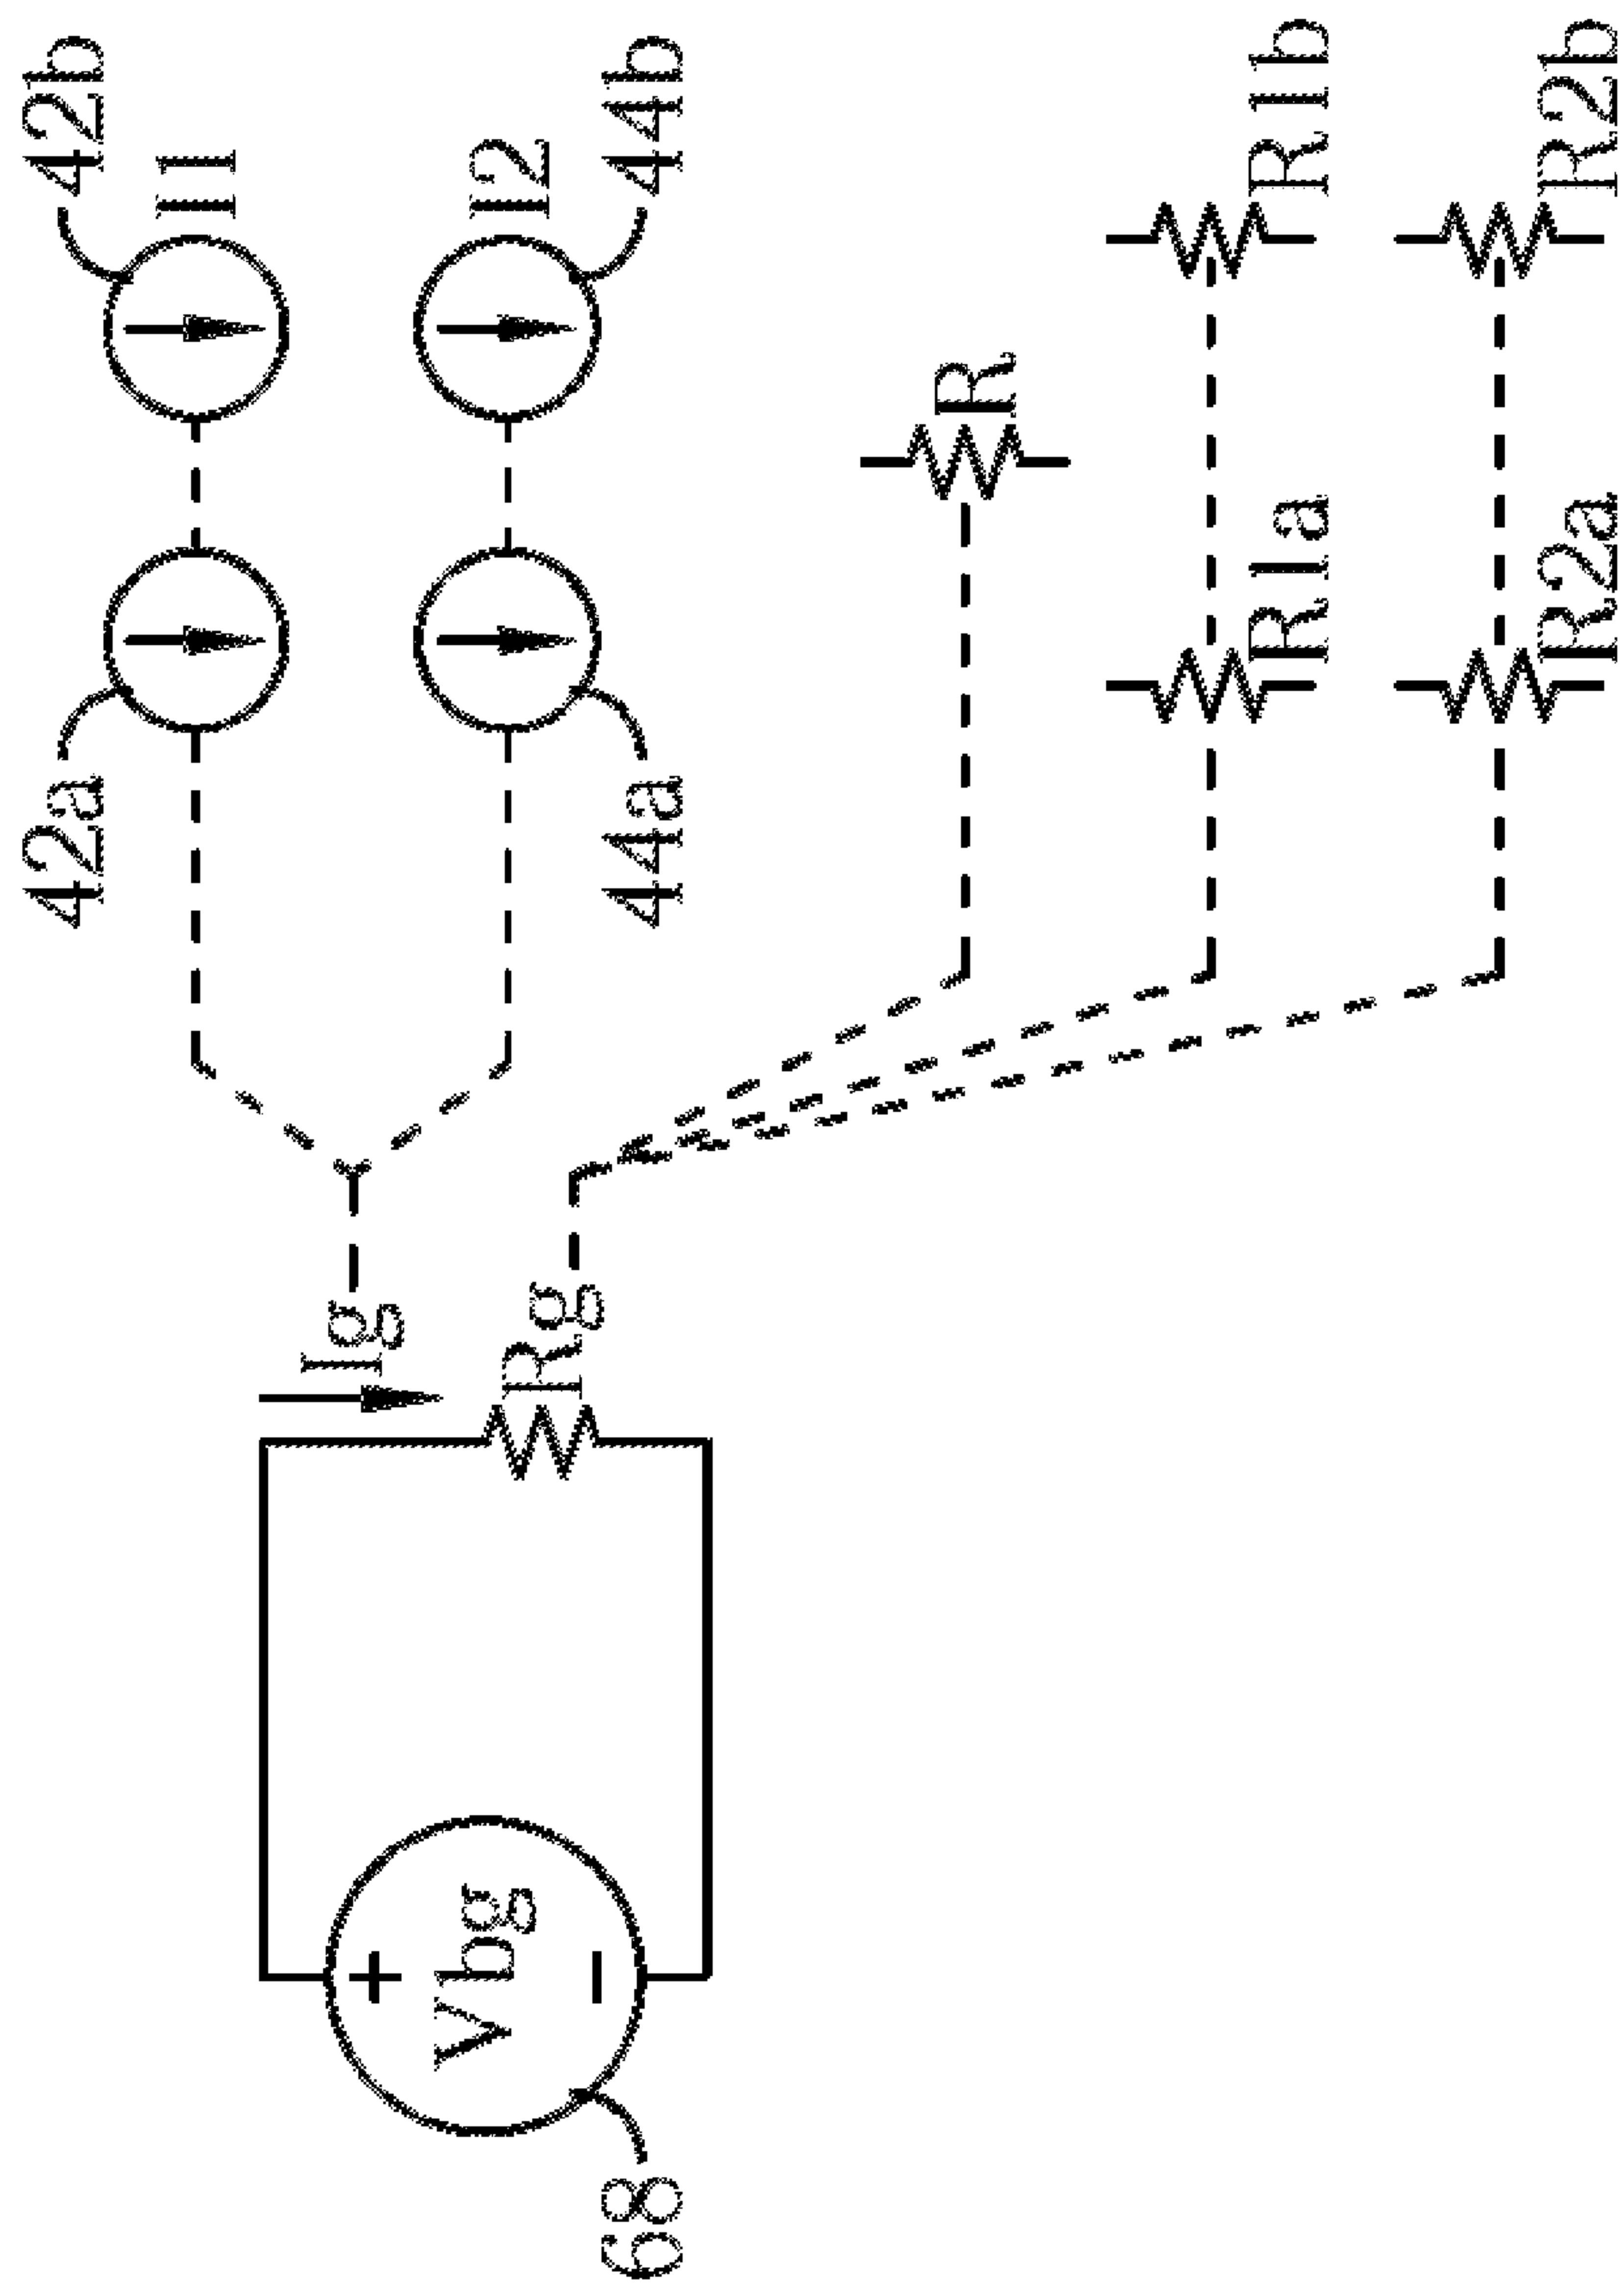 42a
42b
I1
Ig
I2
44a
44b
Vbg
+
−
Rg
68
R
R1a
R1b
R2a
R2b